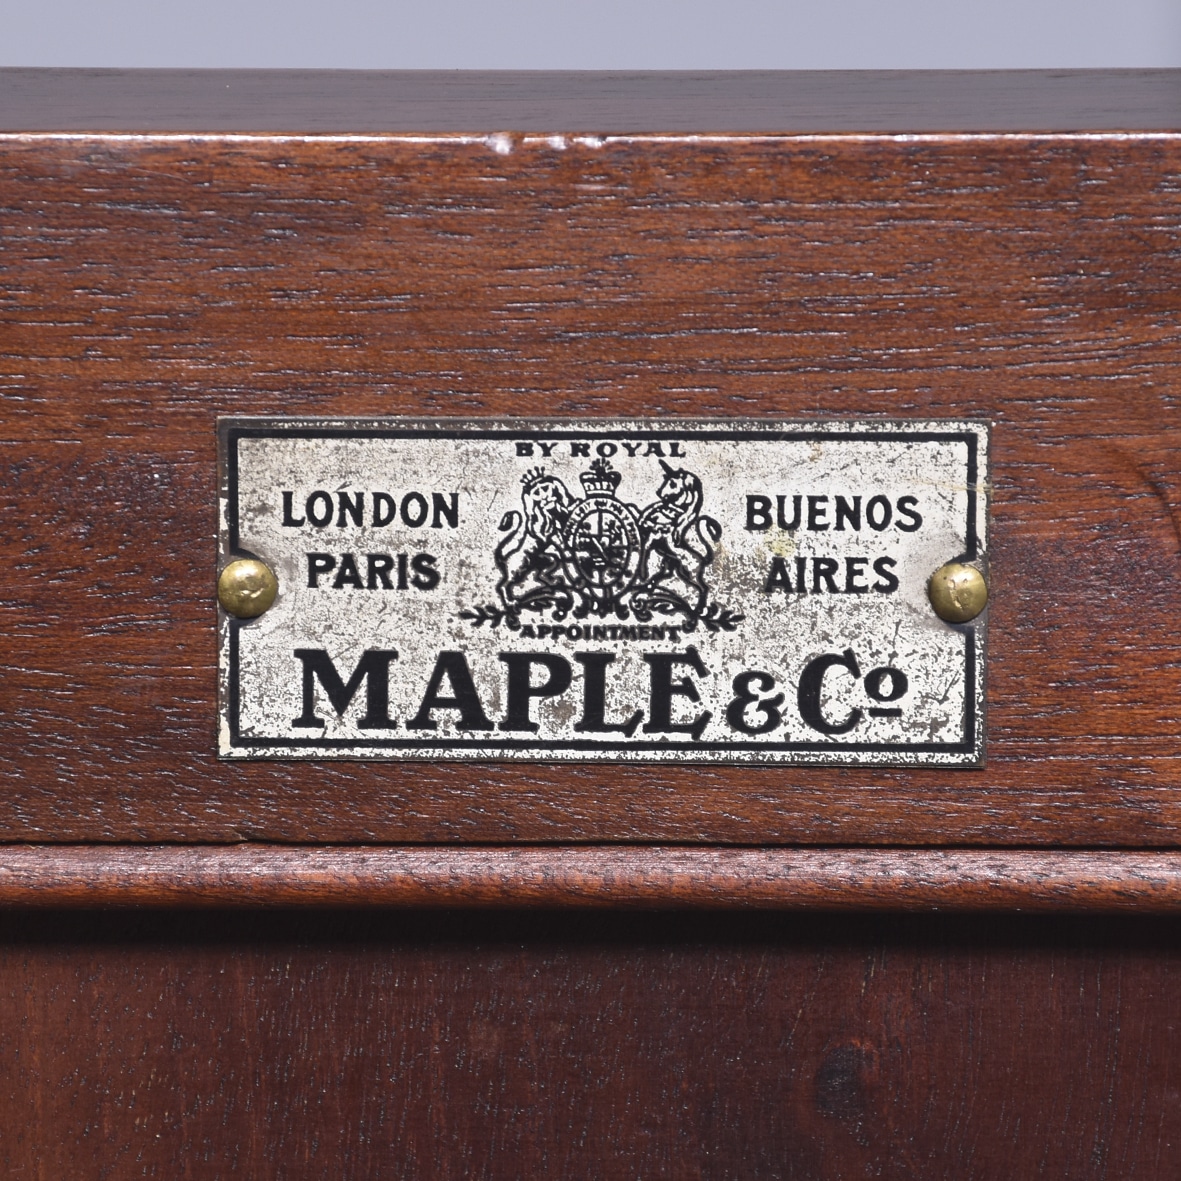 BY ROYAL
LONDON
PARIS
BUENOS
AIRES
APPOINTMENT
MAPLE & Co